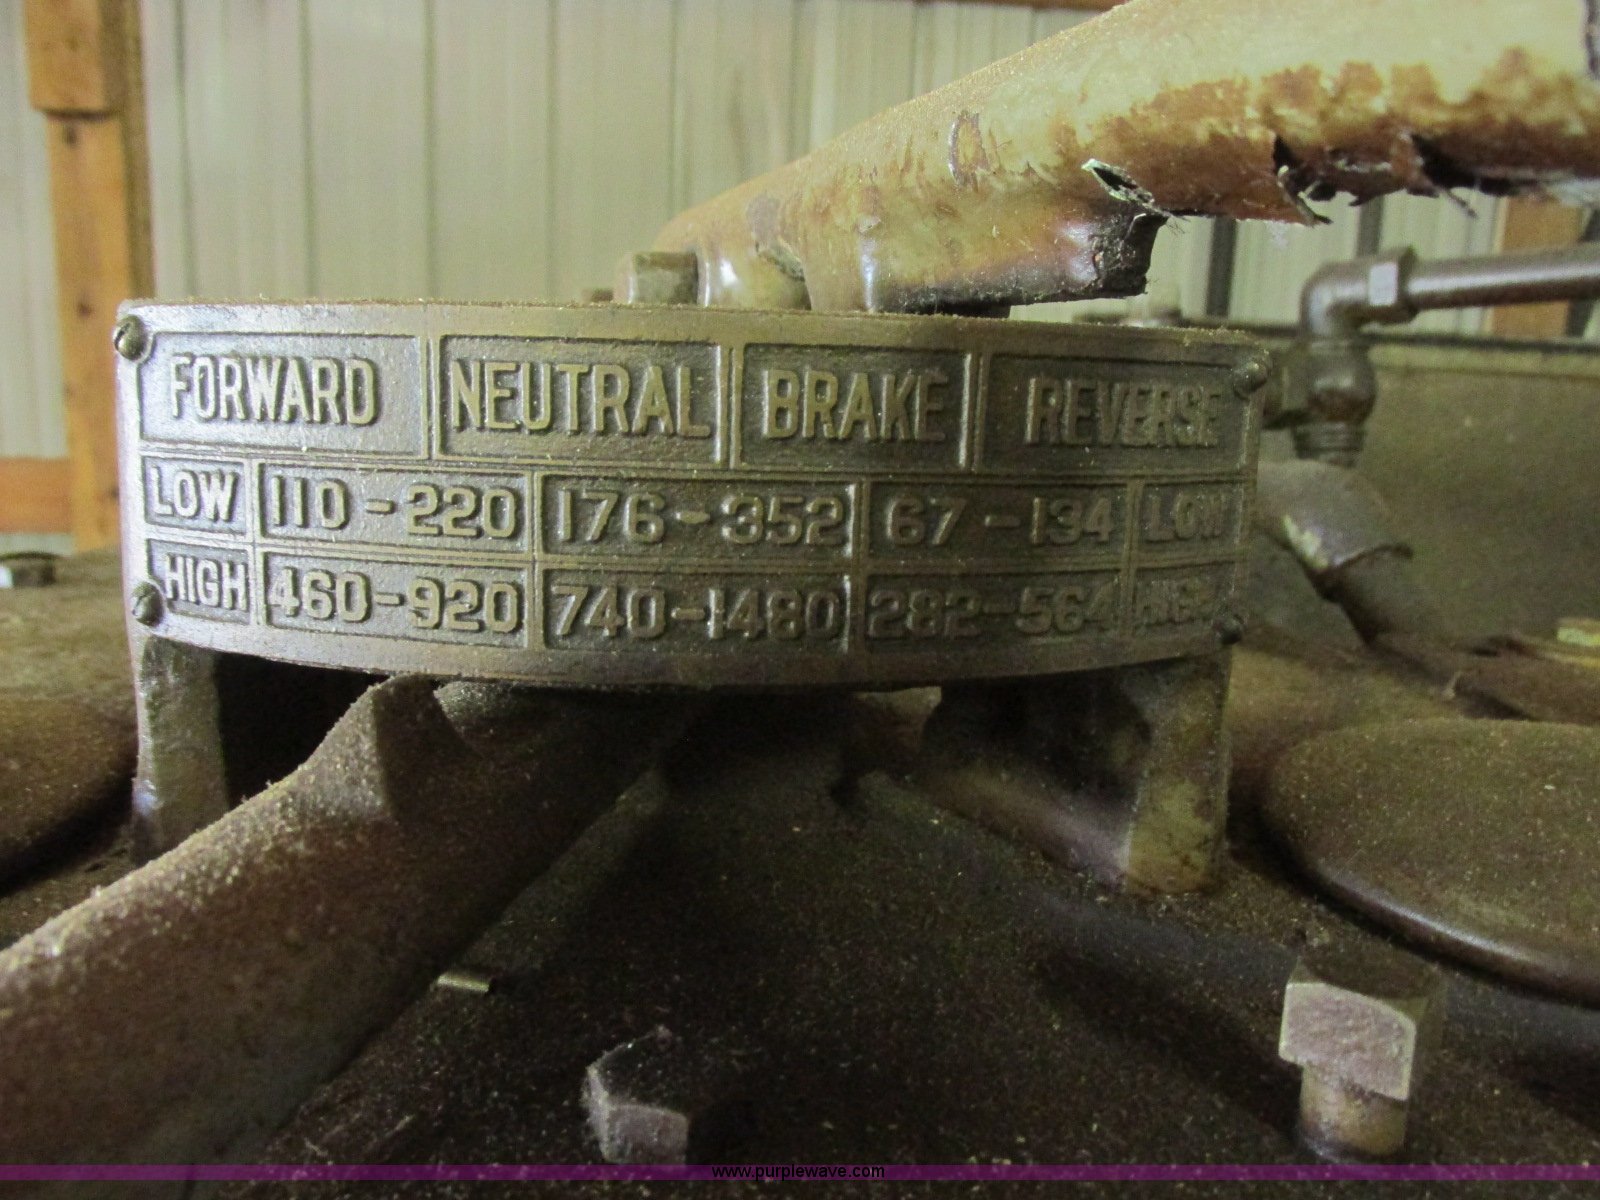 FORWARD NEUTRAL BRAKE REVERSE
LOW 110-220 176-352 67-134 LOW
HIGH 460-920 740-1480 282-564 HIGH
www.purplewave.com